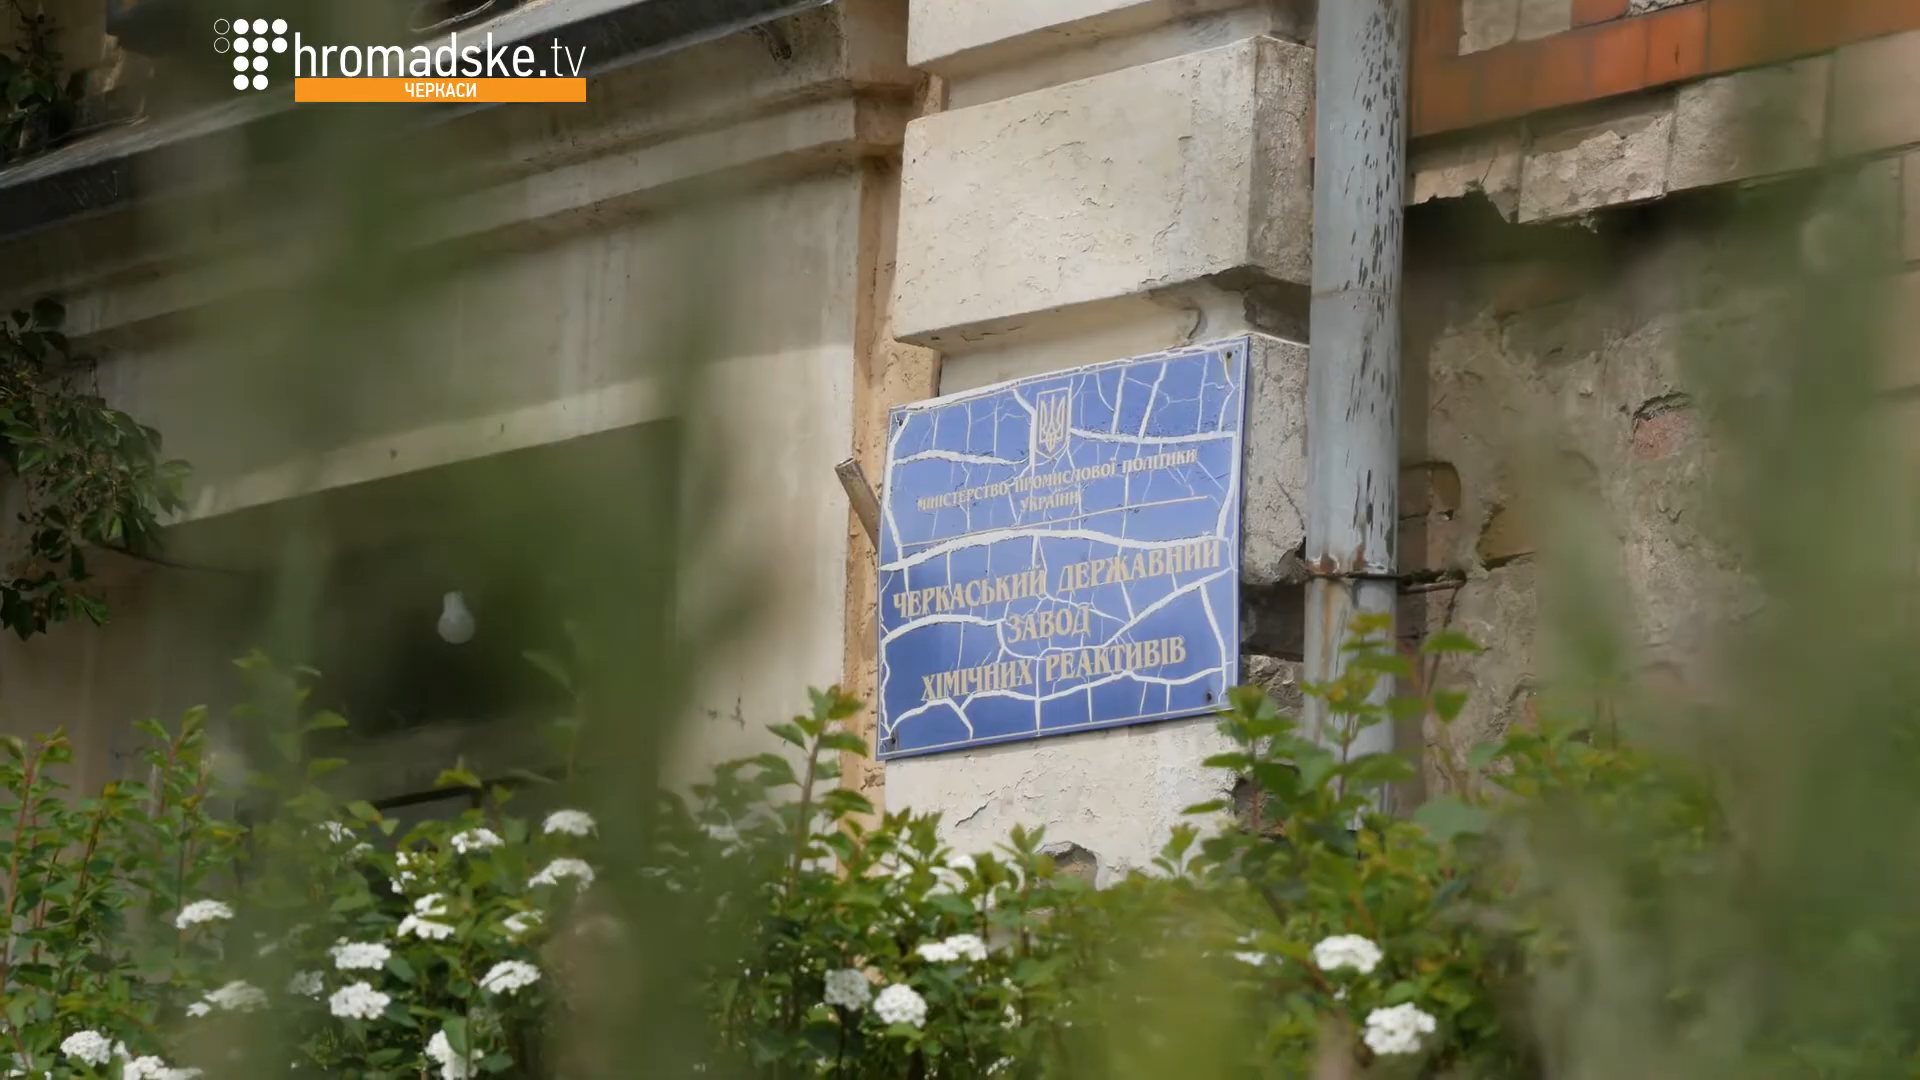 hromadske.tv
ЧЕРКАСИ
МІНІСТЕРСТВО ПРОМИСЛОВОЇ ПОЛІТИКИ
УКРАЇНИ
ЧЕРКАСЬКИЙ ДЕРЖАВНИЙ
ЗАВОД
ХІМІЧНИХ РЕАКТИВІВ